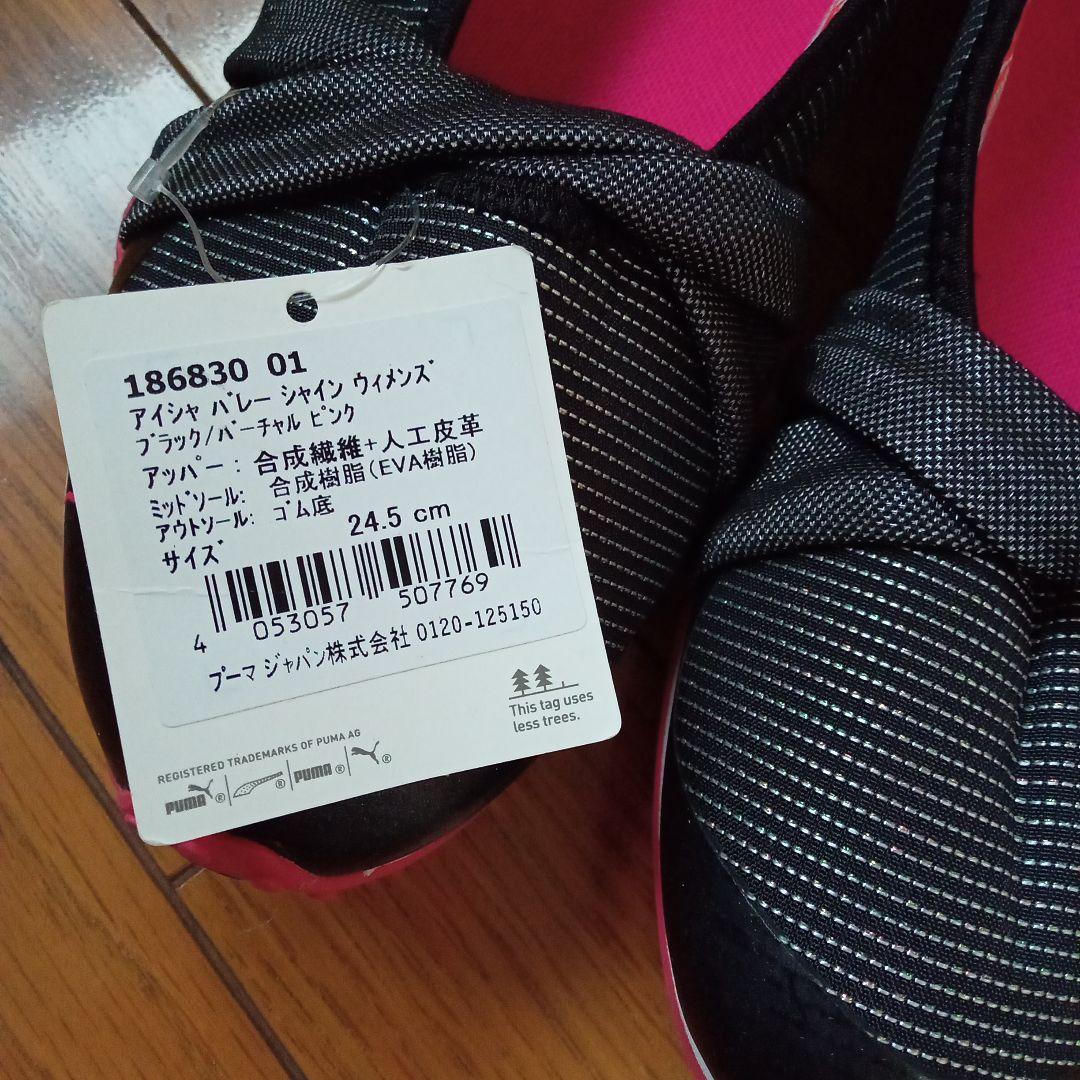 186830 01
アイシャ バレー シャイン ウィメンズ
ブラック/バーチャル ピンク
アッパー: 合成繊維+人工皮革
ミッドソール: 合成樹脂(EVA樹脂)
アウトソール: ゴム底
サイズ 24.5 cm
4 053057 507769
プーマ ジャパン株式会社 0120-125150
This tag uses
less trees.
REGISTERED TRADEMARKS OF PUMA AG
PUMA® ® PUMA® ®